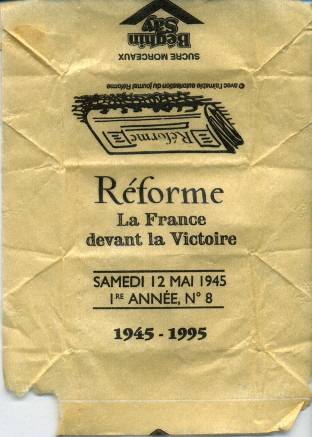 Béghin
Say
SUCRE MORCEAUX
© avec l'aimable autorisation du journal Réforme
Réforme
Réforme
La France
devant la Victoire
SAMEDI 12 MAI 1945
1RE ANNÉE, N° 8
1945 - 1995